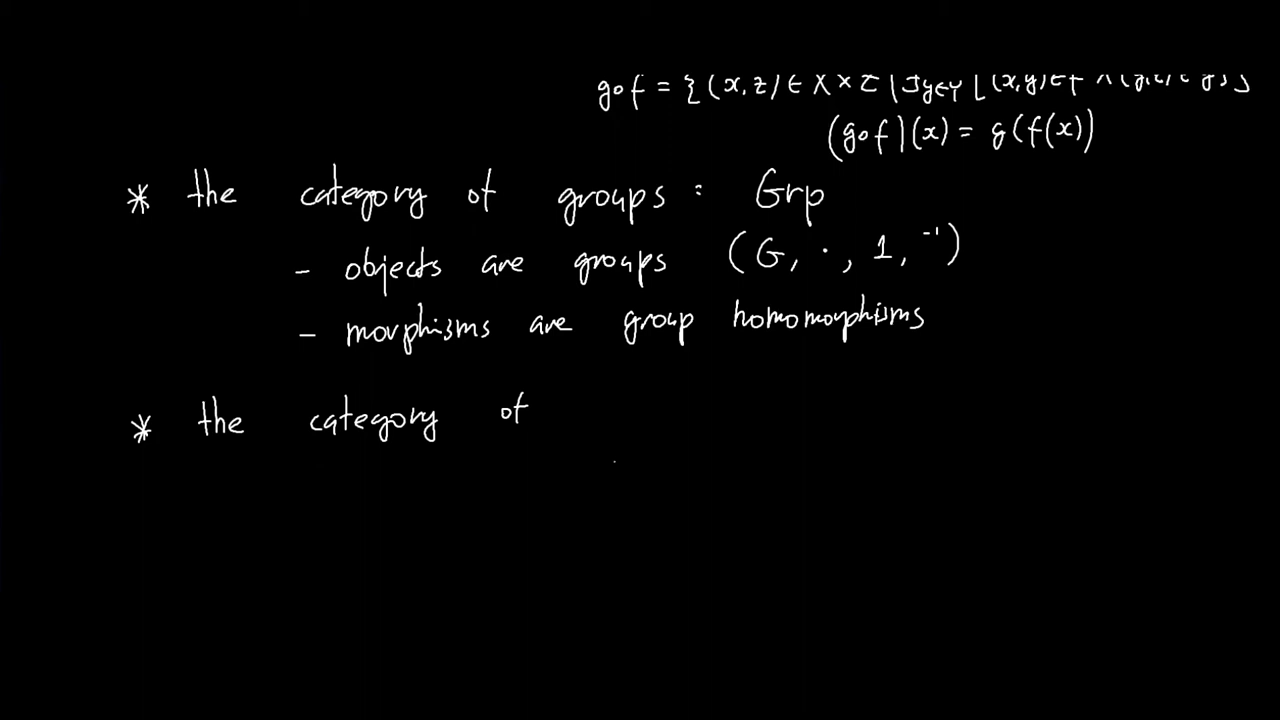 g∘f = {(x,z) ∈ X × Z | ∃y∈Y [(x,y)∈f ∧ (y,z)∈g]}
(g∘f)(x) = g(f(x))
* the category of groups : Grp
- objects are groups (G, ·, 1, ⁻¹)
- morphisms are group homomorphisms
* the category of